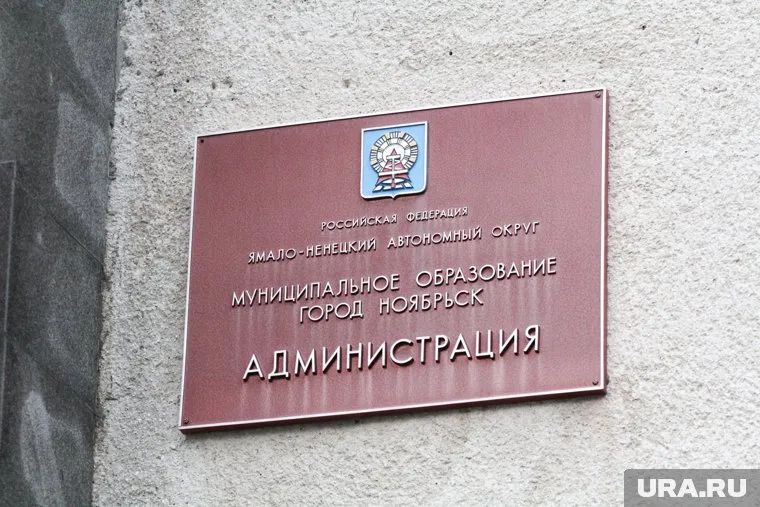 РОССИЙСКАЯ ФЕДЕРАЦИЯ
ЯМАЛО-НЕНЕЦКИЙ АВТОНОМНЫЙ ОКРУГ
МУНИЦИПАЛЬНОЕ ОБРАЗОВАНИЕ
ГОРОД НОЯБРЬСК
АДМИНИСТРАЦИЯ
URA.RU